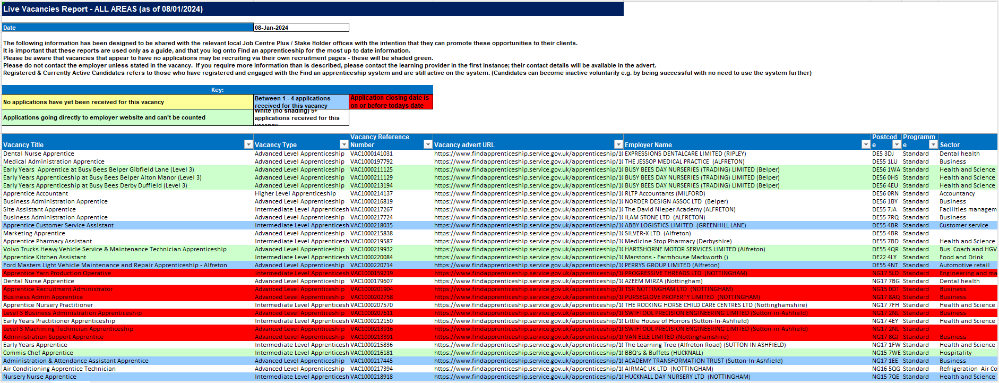 Live Vacancies Report - ALL AREAS (as of 08/01/2024)
Date 08-Jan-2024
The following information has been designed to be shared with the relevant local Job Centre Plus / Stake Holder offices with the intention that they can promote these opportunities to their clients.
It is important that these reports are used only as a guide, and that you log onto Find an apprenticeship for the most up to date information.
Please be aware that vacancies that appear to have no applications may be recruiting via their own recruitment pages - these will be shaded green.
Please do not contact the employer unless stated in the vacancy. If you require more information than is described, please contact the learning provider in the first instance; their contact details will be available in the advert.
Registered & Currently Active Candidates refers to those who have registered and engaged with the Find an apprenticeship system and are still active on the system. (Candidates can become inactive voluntarily e.g. by being successful with no need to use the system further)
Key:
No applications have yet been received for this vacancy
Between 1 - 4 applications
received for this vacancy
Application closing date is
on or before todays date
Applications going directly to employer website and can't be counted
White (no shading) 5+
applications received for this
vacancy
Vacancy Title Vacancy Type Vacancy Reference Number Vacancy advert URL Employer Name Postcode Programme Sector
Dental Nurse Apprentice Advanced Level Apprenticeship VAC1000141031 https://www.findapprenticeship.service.gov.uk/apprenticeship/10 EXPRESSIONS DENTALCARE LIMITED (RIPLEY) DE5 3DJ Standard Dental health
Medical Administration Apprentice Advanced Level Apprenticeship VAC1000197792 https://www.findapprenticeship.service.gov.uk/apprenticeship/10 THE JESSOP MEDICAL PRACTICE (ALFRETON) DE55 1LU Standard Business
Early Years Apprentice at Busy Bees Belper Gibfield Lane (Level 3) Advanced Level Apprenticeship VAC1000211125 https://www.findapprenticeship.service.gov.uk/apprenticeship/10 BUSY BEES DAY NURSERIES (TRADING) LIMITED (Belper) DE56 1WA Standard Health and Science
Early Years Apprenticeship at Busy Bees Belper Alton Manor (Level 3) Advanced Level Apprenticeship VAC1000211129 https://www.findapprenticeship.service.gov.uk/apprenticeship/10 BUSY BEES DAY NURSERIES (TRADING) LIMITED (Belper) DE56 0HS Standard Health and Science
Early Years Apprenticeship at Busy Bees Derby Duffield (Level 3) Advanced Level Apprenticeship VAC1000213194 https://www.findapprenticeship.service.gov.uk/apprenticeship/10 BUSY BEES DAY NURSERIES (TRADING) LIMITED (Belper) DE56 4EU Standard Health and Science
Apprentice Accountant Higher Level Apprenticeship VAC1000214137 https://www.findapprenticeship.service.gov.uk/apprenticeship/10 RLTP Accountants (MILFORD) DE56 0RN Standard Accountancy
Business Administration Apprentice Advanced Level Apprenticeship VAC1000216819 https://www.findapprenticeship.service.gov.uk/apprenticeship/10 NORDER DESIGN ASSOC LTD (Belper) DE56 1BY Standard Business
Site Assistant Apprentice Intermediate Level Apprenticesh VAC1000217267 https://www.findapprenticeship.service.gov.uk/apprenticeship/10 The David Nieper Academy (ALFRETON) DE55 7JA Standard Facilities managem
Business Administration Apprentice Advanced Level Apprenticeship VAC1000217724 https://www.findapprenticeship.service.gov.uk/apprenticeship/10 ILAM STONE LTD (ALFRETON) DE55 7RQ Standard Business
Apprentice Customer Service Assistant Intermediate Level Apprenticesh VAC1000218035 https://www.findapprenticeship.service.gov.uk/apprenticeship/10 ABBY LOGISTICS LIMITED (GREENHILL LANE) DE55 4BR Standard Customer service
Marketing Apprentice Advanced Level Apprenticeship VAC1000215838 https://www.findapprenticeship.service.gov.uk/apprenticeship/10 SILVER-X LTD (Alfreton) DE55 4BR Standard
Apprentice Pharmacy Assistant Intermediate Level Apprenticesh VAC1000219587 https://www.findapprenticeship.service.gov.uk/apprenticeship/10 Medicine Stop Pharmacy (Derbyshire) DE55 7BD Standard Health and Science
Volvo Trucks Heavy Vehicle Service & Maintenance Technician Apprenticeship Advanced Level Apprenticeship VAC1000219932 https://www.findapprenticeship.service.gov.uk/apprenticeship/10 HARTSHORNE MOTOR SERVICES LIMITED (Alfreton) DE55 4QR Standard Bus Coach and HGV
Apprentice Kitchen Assistant Intermediate Level Apprenticesh VAC1000220084 https://www.findapprenticeship.service.gov.uk/apprenticeship/10 Marstons - Farmhouse Mackworth () DE22 4LY Standard Food and Drink
Ford Masters Light Vehicle Maintenance and Repair Apprenticeship - Alfreton Advanced Level Apprenticeship VAC1000220714 https://www.findapprenticeship.service.gov.uk/apprenticeship/10 PERRYS GROUP LIMITED (Alfreton) DE55 4NT Standard Automotive retail
Apprentice Yarn Production Operative Intermediate Level Apprenticesh VAC1000159219 https://www.findapprenticeship.service.gov.uk/apprenticeship/10 PROGRESSIVE THREADS LTD (NOTTINGHAM) NG17 5LD Standard Engineering and ma
Dental Nurse Apprentice Advanced Level Apprenticeship VAC1000179607 https://www.findapprenticeship.service.gov.uk/apprenticeship/10 AZEEM MIRZA (Nottingham) NG17 7BG Standard Dental health
Apprentice Recruitment Administrator Advanced Level Apprenticeship VAC1000201904 https://www.findapprenticeship.service.gov.uk/apprenticeship/10 TSR NOTTINGHAM LTD (NOTTINGHAM) NG15 0DT Standard Business
Business Admin Apprentice Advanced Level Apprenticeship VAC1000202758 https://www.findapprenticeship.service.gov.uk/apprenticeship/10 PURSEGLOVE PROPERTY LIMITED (NOTTINGHAM) NG17 8AQ Standard Business
Apprentice Nursery Practitioner Intermediate Level Apprenticesh VAC1000207570 https://www.findapprenticeship.service.gov.uk/apprenticeship/10 THE ROCKING HORSE CHILD CARE CENTRES LTD (Nottinghamshire) NG17 7FH Standard Health and Science
Level 3 Business Administration Apprenticeship Advanced Level Apprenticeship VAC1000207611 https://www.findapprenticeship.service.gov.uk/apprenticeship/10 SWIFTOOL PRECISION ENGINEERING LIMITED (Sutton-in-Ashfield) NG17 2NL Standard Business
Early Years Practitioner Apprenticeship Intermediate Level Apprenticesh VAC1000212150 https://www.findapprenticeship.service.gov.uk/apprenticeship/10 Little House of Horrors (Sutton-In-Ashfield) NG17 4EY Standard Health and Science
Level 3 Machining Technician Apprenticeship Advanced Level Apprenticeship VAC1000213916 https://www.findapprenticeship.service.gov.uk/apprenticeship/10 SWIFTOOL PRECISION ENGINEERING LIMITED (Sutton-in-Ashfield) NG17 2NL Standard
Administration Support Apprentice Advanced Level Apprenticeship VAC1000213391 https://www.findapprenticeship.service.gov.uk/apprenticeship/10 VAN ELLE LIMITED (Nottinghamshire) NG17 8GJ Standard Business
Early Years Apprentice Intermediate Level Apprenticesh VAC1000215836 https://www.findapprenticeship.service.gov.uk/apprenticeship/10 The Learning Tree (Alfreton Road) (SUTTON IN ASHFIELD) NG17 1FW Standard Health and Science
Commis Chef Apprentice Intermediate Level Apprenticesh VAC1000216181 https://www.findapprenticeship.service.gov.uk/apprenticeship/10 BBQ's & Buffets (HUCKNALL) NG15 7WE Standard Hospitality
Administration & Attendance Assistant Apprentice Advanced Level Apprenticeship VAC1000217445 https://www.findapprenticeship.service.gov.uk/apprenticeship/10 ACADEMY TRANSFORMATION TRUST (Sutton-In-Ashfield) NG17 1EE Standard Business
Air Conditioning Apprentice Technician Intermediate Level Apprenticesh VAC1000217394 https://www.findapprenticeship.service.gov.uk/apprenticeship/10 AIRMAC UK LTD (NOTTINGHAM) NG16 5QG Standard Refrigeration Air Co
Nursery Nurse Apprentice Intermediate Level Apprenticesh VAC1000218918 https://www.findapprenticeship.service.gov.uk/apprenticeship/10 HUCKNALL DAY NURSERY LTD (NOTTINGHAM) NG15 7QE Standard Health and Science